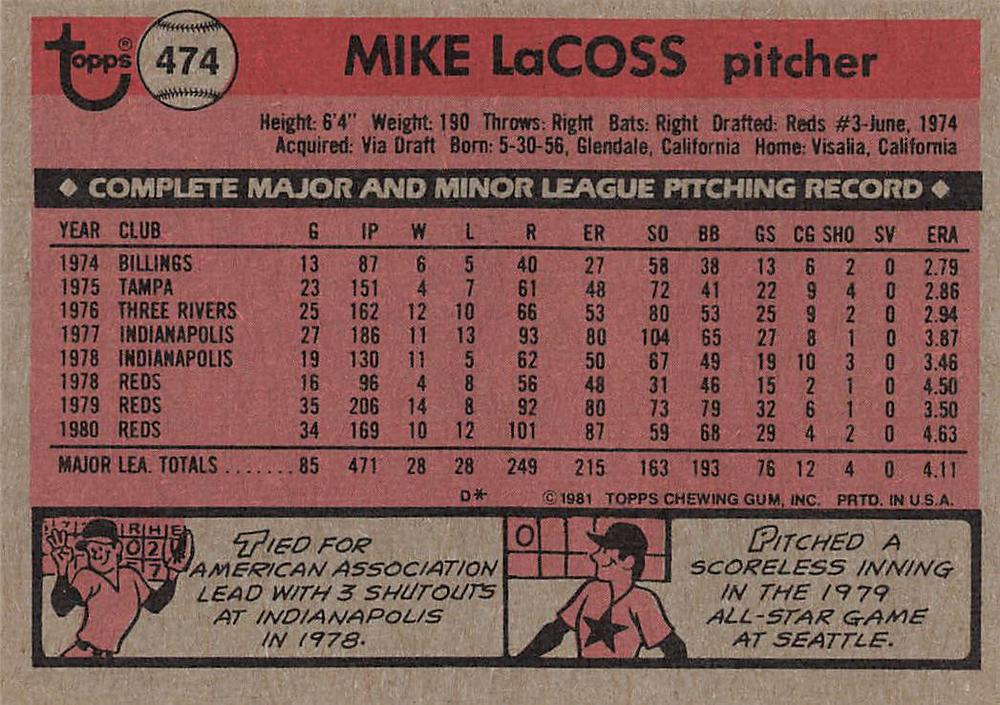 topps®
474
MIKE LaCOSS pitcher
Height: 6'4" Weight: 190 Throws: Right Bats: Right Drafted: Reds #3-June, 1974
Acquired: Via Draft Born: 5-30-56, Glendale, California Home: Visalia, California
◆ COMPLETE MAJOR AND MINOR LEAGUE PITCHING RECORD ◆
YEAR CLUB G IP W L R ER SO BB GS CG SHO SV ERA
1974 BILLINGS 13 87 6 5 40 27 58 38 13 6 2 0 2.79
1975 TAMPA 23 151 4 7 61 48 72 41 22 9 4 0 2.86
1976 THREE RIVERS 25 162 12 10 66 53 80 53 25 9 2 0 2.94
1977 INDIANAPOLIS 27 186 11 13 93 80 104 65 27 8 1 0 3.87
1978 INDIANAPOLIS 19 130 11 5 62 50 67 49 19 10 3 0 3.46
1978 REDS 16 96 4 8 56 48 31 46 15 2 1 0 4.50
1979 REDS 35 206 14 8 92 80 73 79 32 6 1 0 3.50
1980 REDS 34 169 10 12 101 87 59 68 29 4 2 0 4.63
MAJOR LEA. TOTALS ....... 85 471 28 28 249 215 163 193 76 12 4 0 4.11
D* © 1981 TOPPS CHEWING GUM, INC. PRTD. IN U.S.A.
R H E
0 2
7
TIED FOR
AMERICAN ASSOCIATION
LEAD WITH 3 SHUTOUTS
AT INDIANAPOLIS
IN 1978.
0
PITCHED A
SCORELESS INNING
IN THE 1979
ALL-STAR GAME
AT SEATTLE.